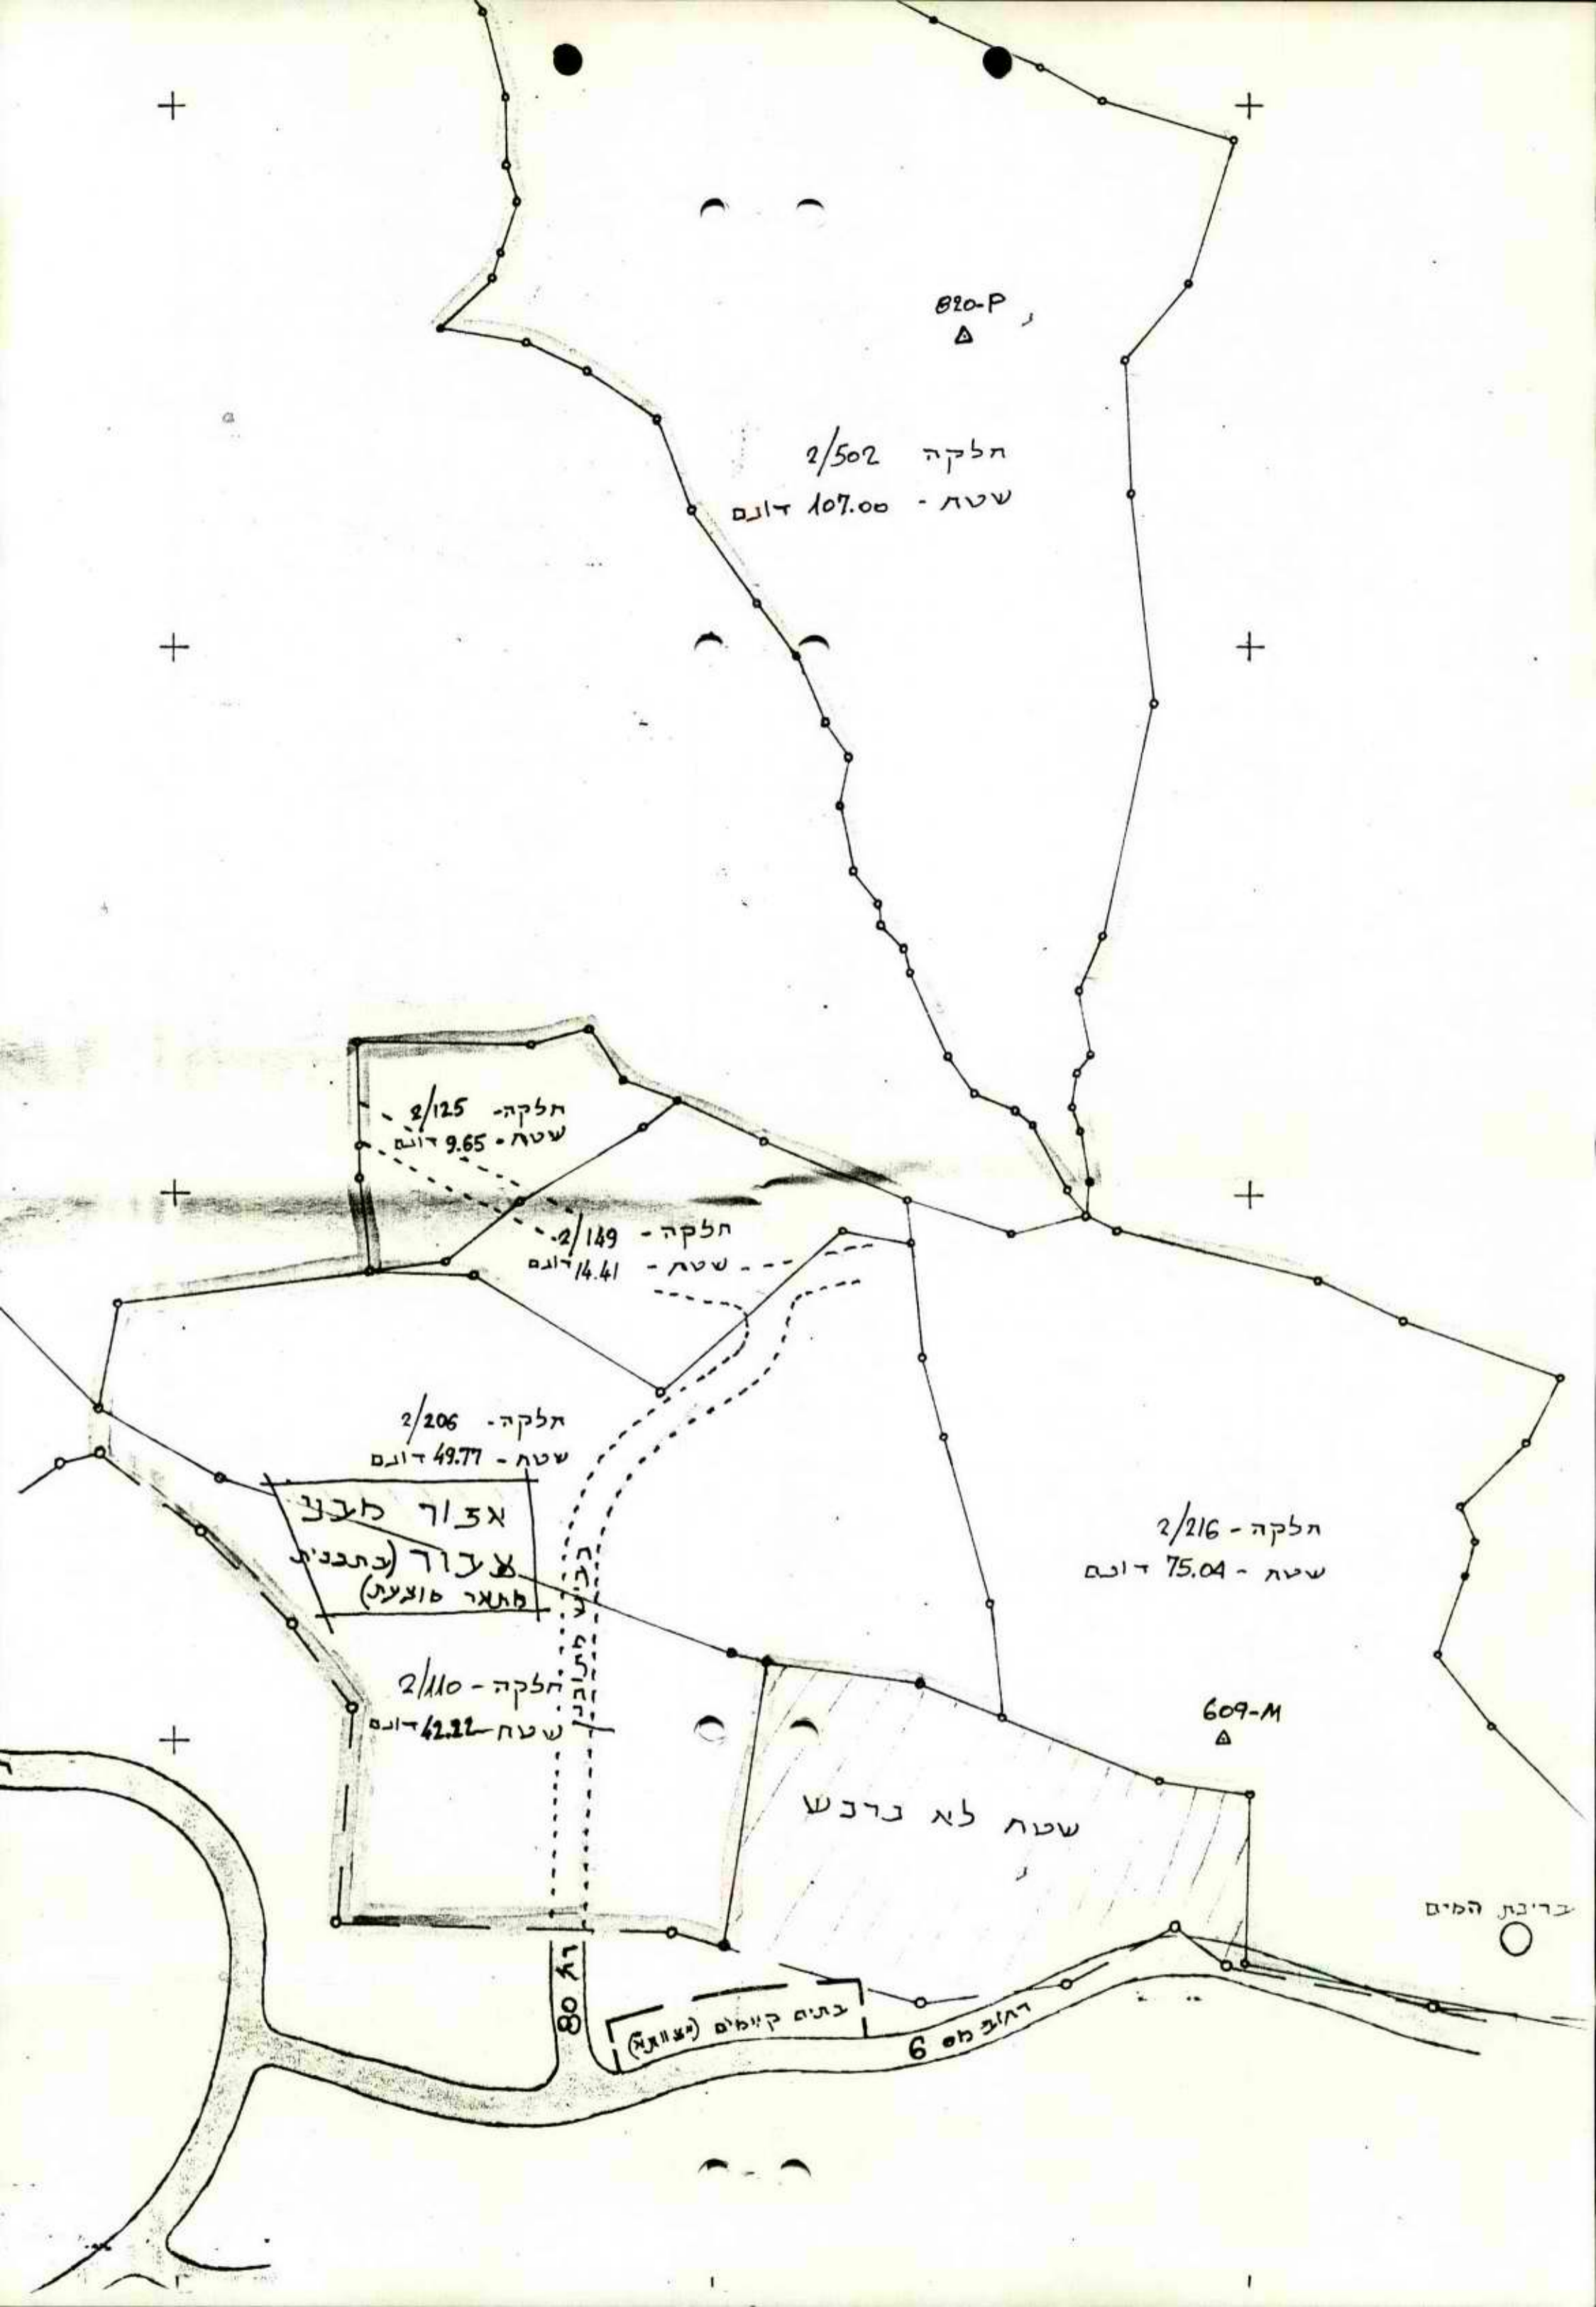 820-P
חלקה 2/502
שטח - 107.00 דונם
חלקה- 2/125
שטח - 9.65 דונם
חלקה - 2/149
שטח - 14.41 דונם
חלקה- 2/206
שטח - 49.77 דונם
אזור מבני
ציבור (בתכנית
מתאר מוצעת)
חלקה - 2/216
שטח - 75.04 דונם
חלקה - 2/110
שטח - 42.22 דונם
כביש מתוכנן
609-M
שטח לא נרכש
בריכת המים
רח 80
בתים קיימים
רחוב מס 9